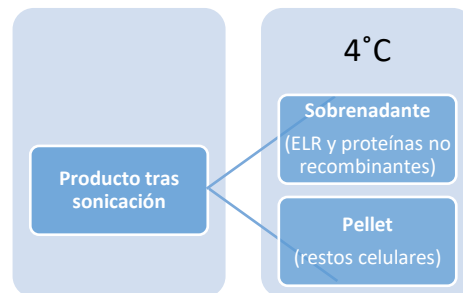 4˚C
Sobrenadante
(ELR y proteínas no
recombinantes)
Producto tras
sonicación
Pellet
(restos celulares)